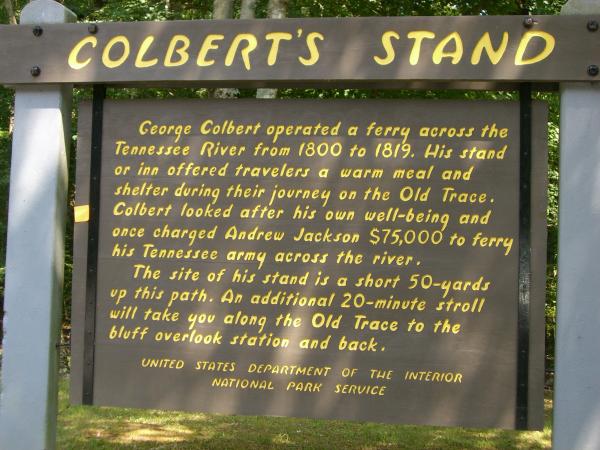 COLBERT'S STAND
George Colbert operated a ferry across the
Tennessee River from 1800 to 1819. His stand
or inn offered travelers a warm meal and
shelter during their journey on the Old Trace.
Colbert looked after his own well-being and
once charged Andrew Jackson $75,000 to ferry
his Tennessee army across the river.
The site of his stand is a short 50-yards
up this path. An additional 20-minute stroll
will take you along the Old Trace to the
bluff overlook station and back.
UNITED STATES DEPARTMENT OF THE INTERIOR
NATIONAL PARK SERVICE